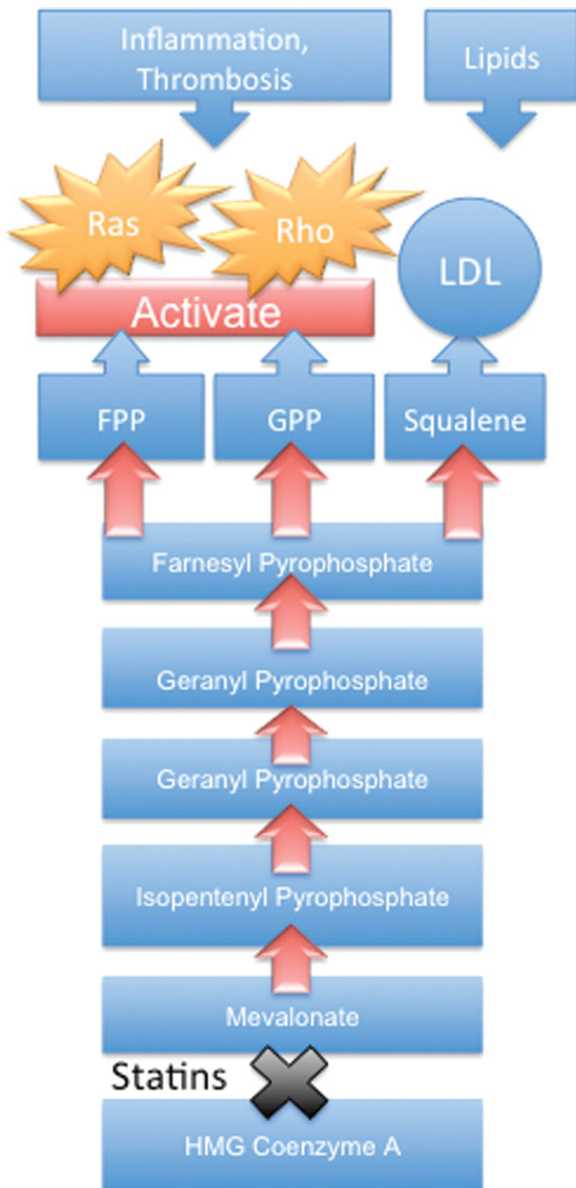 Inflammation,
Thrombosis
Lipids
Ras
Rho
LDL
Activate
FPP
GPP
Squalene
Farnesyl Pyrophosphate
Geranyl Pyrophosphate
Geranyl Pyrophosphate
Isopentenyl Pyrophosphate
Mevalonate
Statins
HMG Coenzyme A